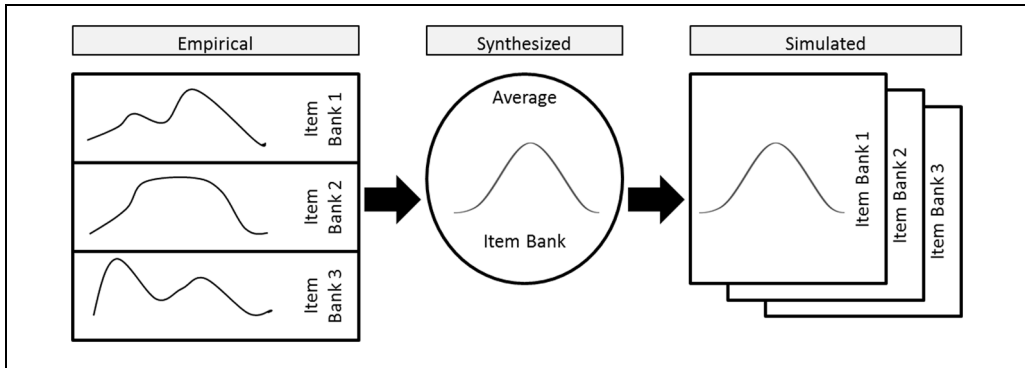 Empirical
Synthesized
Simulated
Item
Bank 1
Item
Bank 2
Item
Bank 3
Average
Item Bank
Item Bank 1
Item Bank 2
Item Bank 3